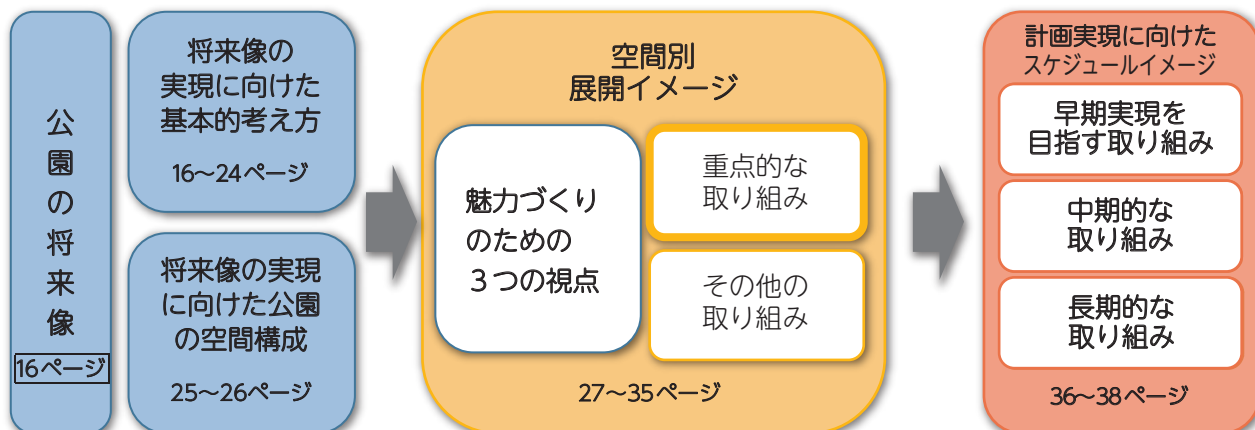 公園の将来像
16ページ
将来像の
実現に向けた
基本的考え方
16～24ページ
将来像の実現
に向けた公園
の空間構成
25～26ページ
空間別
展開イメージ
魅力づくり
のための
３つの視点
重点的な
取り組み
その他の
取り組み
27～35ページ
計画実現に向けた
スケジュールイメージ
早期実現を
目指す取り組み
中期的な
取り組み
長期的な
取り組み
36～38ページ